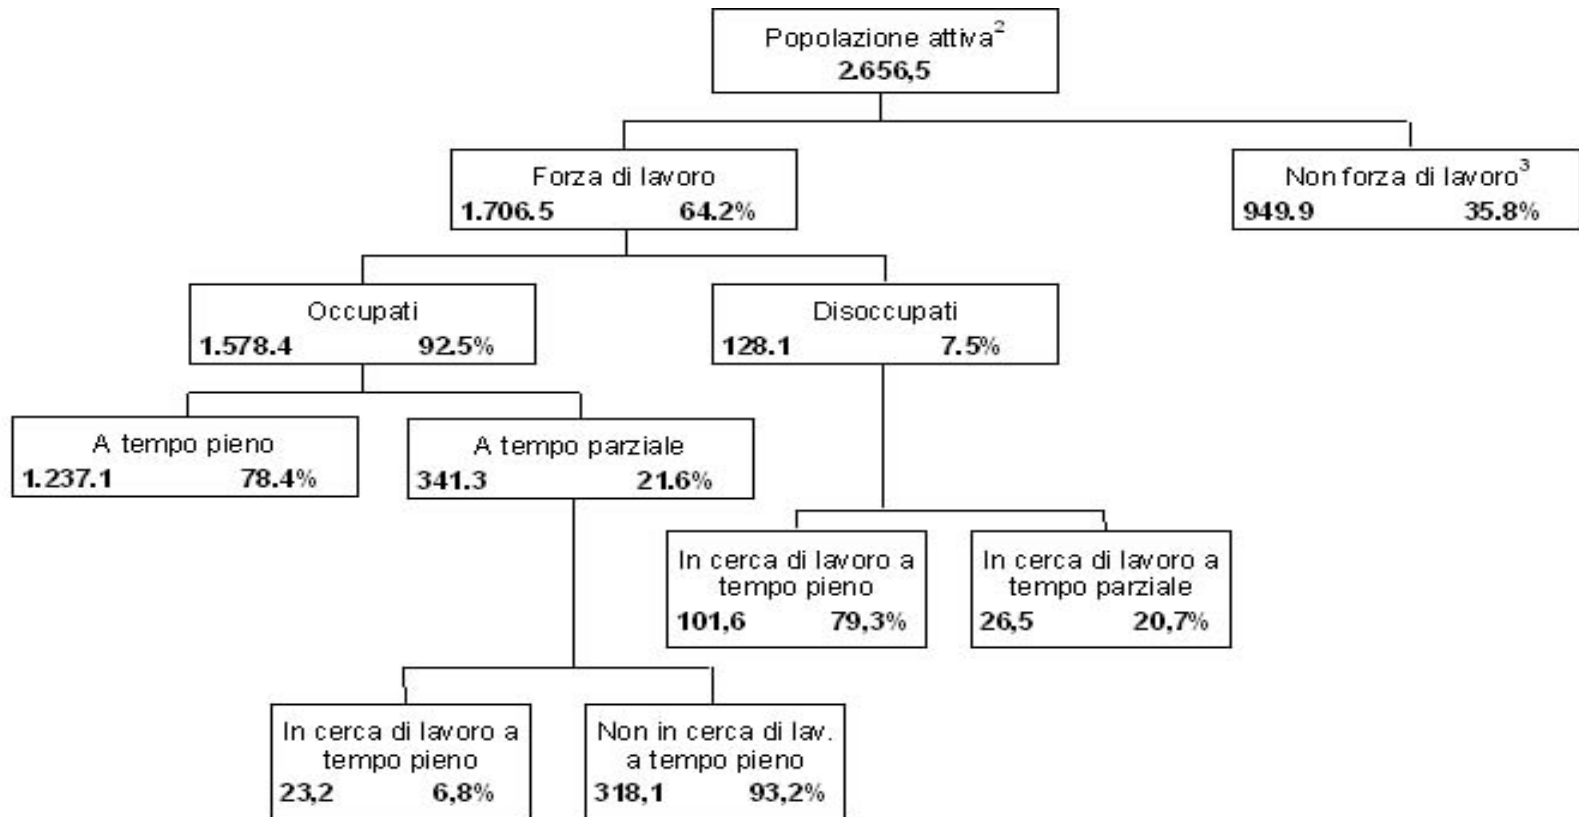 Popolazione attiva²
2.656,5
Forza di lavoro
1.706.5 64.2%
Non forza di lavoro³
949.9 35.8%
Occupati
1.578.4 92.5%
Disoccupati
128.1 7.5%
A tempo pieno
1.237.1 78.4%
A tempo parziale
341.3 21.6%
In cerca di lavoro a
tempo pieno
101,6 79,3%
In cerca di lavoro a
tempo parziale
26,5 20,7%
In cerca di lavoro a
tempo pieno
23,2 6,8%
Non in cerca di lav.
a tempo pieno
318,1 93,2%